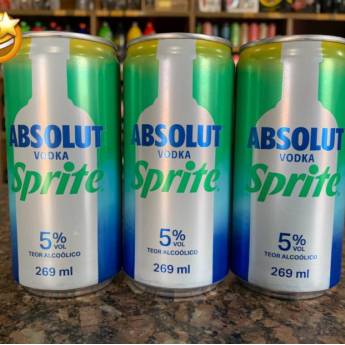 ABSOLUT
VODKA
Sprite
5% VOL
TEOR ALCOÓLICO
269 ml
ABSOLUT
VODKA
Sprite
5% VOL
TEOR ALCOÓLICO
269 ml
ABSOLUT
VODKA
Sprite
5% VOL
TEOR ALCOÓLICO
269 ml